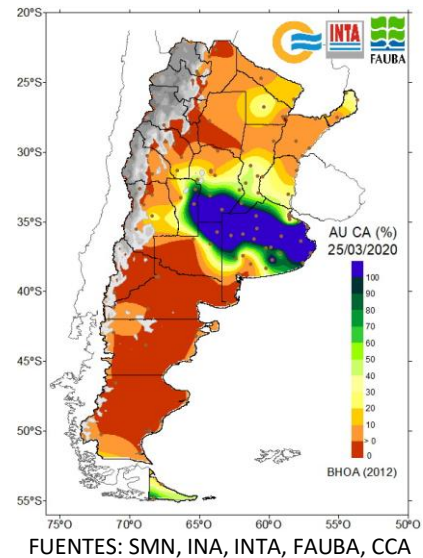 20°S
25°S
30°S
35°S
40°S
45°S
50°S
55°S
75°O
70°O
65°O
60°O
55°O
INTA
FAUBA
AU CA (%)
25/03/2020
100
90
80
70
60
50
40
30
20
10
> 0
0
BHOA (2012)
FUENTES: SMN, INA, INTA, FAUBA, CCA